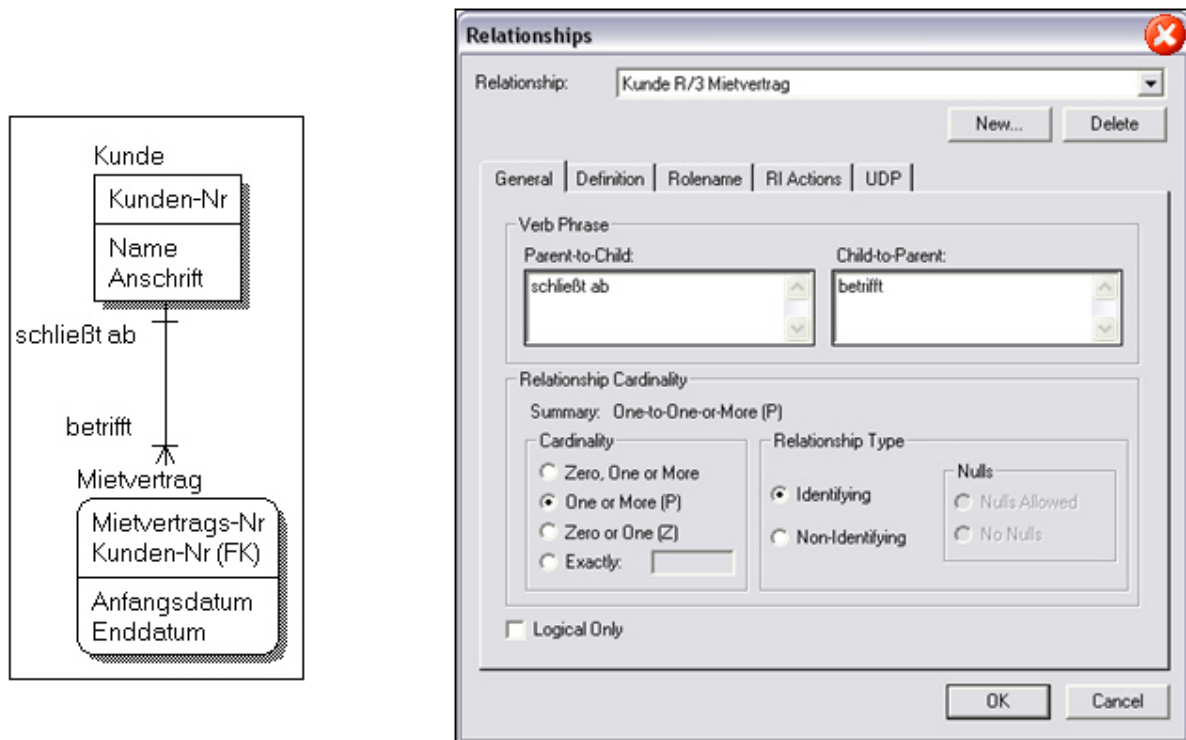 Kunde
Kunden-Nr
Name
Anschrift
schließt ab
betrifft
Mietvertrag
Mietvertrags-Nr
Kunden-Nr (FK)
Anfangsdatum
Enddatum
Relationships
Relationship: Kunde R/3 Mietvertrag
New... Delete
General Definition Rolename RI Actions UDP
Verb Phrase
Parent-to-Child: Child-to-Parent:
schließt ab betrifft
Relationship Cardinality
Summary: One-to-One-or-More (P)
Cardinality Relationship Type
Zero, One or More Nulls
One or More (P) Identifying Nulls Allowed
Zero or One (Z) Non-Identifying No Nulls
Exactly:
Logical Only
OK Cancel